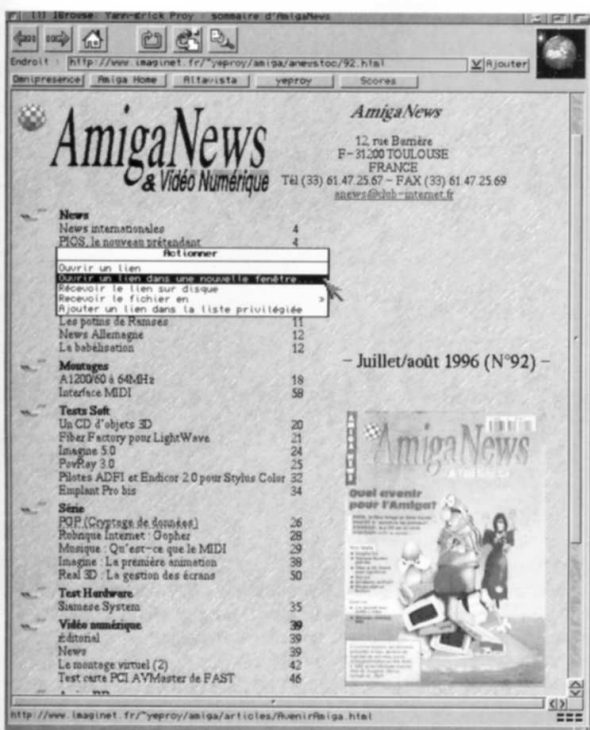 [1] IBrowse: Yann-Erick Proy : sommaire d'AmigaNews
Endroit : http://www.imaginet.fr/~yeproy/amiga/anewstoc/92.html
Ajouter
Omnipresence
Amiga Home
Altavista
yeproy
Scores
AmigaNews
& Vidéo Numérique
AmigaNews
12, rue Barrière
F-31200 TOULOUSE
FRANCE
Tél (33) 61.47.25.67 - FAX (33) 61.47.25.69
anews@club-internet.fr
News
News internationales 4
PIOS, le nouveau prétendant 4
Actionner
Ouvrir un lien
Ouvrir un lien dans une nouvelle fenêtre...
Récevoir le lien sur disque
Recevoir le fichier en »
Ajouter un lien dans la liste privilégiée
Les potins de Ramsès 11
News Allemagne 12
La babélisation 12
Montages
A1200/60 à 64MHz 18
Interface MIDI 58
Tests Soft
Un CD d'objets 3D 20
Fiber Factory pour LightWave 21
Imagine 5.0 24
PovRay 3.0 25
Pilotes ADFI et Endicor 2.0 pour Stylus Color 32
Emplant Pro bis 34
Série
PGP (Cryptage de données) 26
Rubrique Internet : Gopher 28
Musique : Qu'est-ce que le MIDI 29
Imagine : La première animation 38
Real 3D : La gestion des écrans 50
Test Hardware
Siamese System 35
Vidéo numérique 39
Éditorial 39
News 39
Le montage virtuel (2) 42
Test carte PCI AVMaster de FAST 46
- Juillet/août 1996 (N°92) -
AmigaNews
Quel avenir
pour l'Amiga?
http://www.imaginet.fr/~yeproy/amiga/articles/AvenirAmiga.html